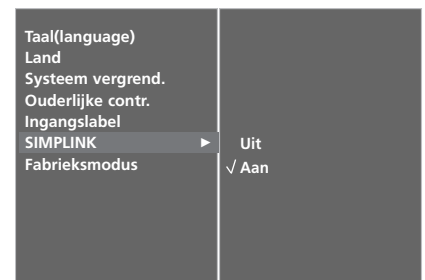 Taal(language)
Land
Systeem vergrend.
Ouderlijke contr.
Ingangslabel
SIMPLINK ►
Fabrieksmodus
Uit
√ Aan